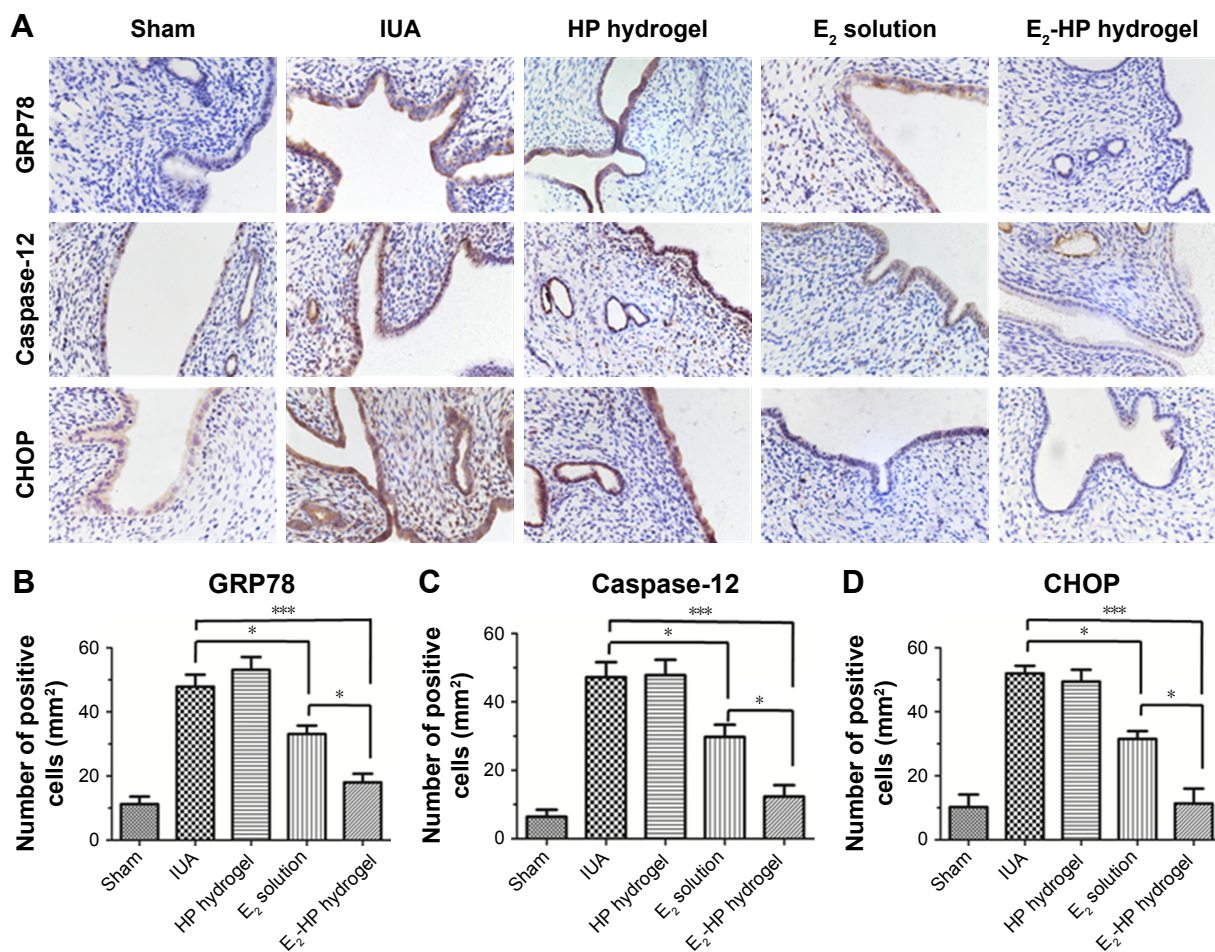 A
Sham
IUA
HP hydrogel
E₂ solution
E₂-HP hydrogel
GRP78
Caspase-12
CHOP
B
GRP78
Number of positive
cells (mm²)
60
40
20
0
***
*
*
Sham
IUA
HP hydrogel
E₂ solution
E₂-HP hydrogel
C
Caspase-12
Number of positive
cells (mm²)
60
40
20
0
***
*
*
Sham
IUA
HP hydrogel
E₂ solution
E₂-HP hydrogel
D
CHOP
Number of positive
cells (mm²)
60
40
20
0
***
*
*
Sham
IUA
HP hydrogel
E₂ solution
E₂-HP hydrogel